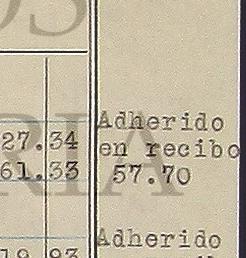 Adherido
27.34 en recibo
61.33 57.70
Adherido